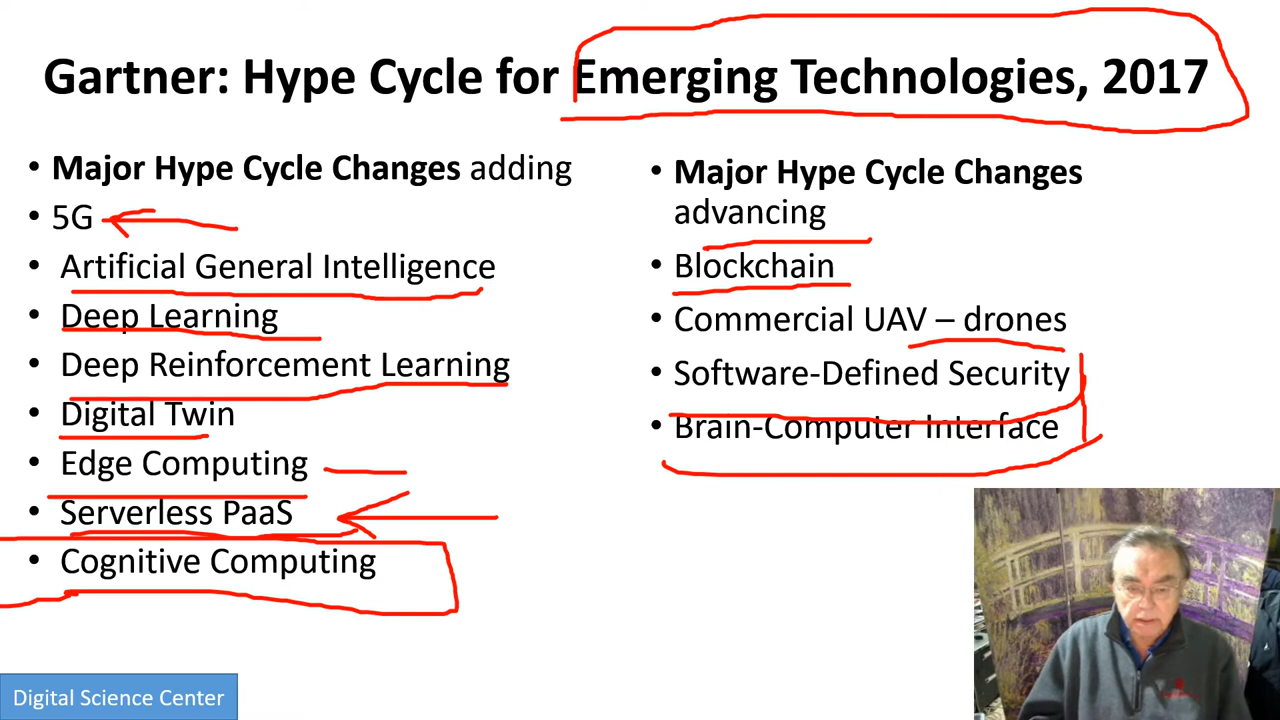 Gartner: Hype Cycle for Emerging Technologies, 2017
• Major Hype Cycle Changes adding
• 5G
• Artificial General Intelligence
• Deep Learning
• Deep Reinforcement Learning
• Digital Twin
• Edge Computing
• Serverless PaaS
• Cognitive Computing
• Major Hype Cycle Changes
advancing
• Blockchain
• Commercial UAV – drones
• Software-Defined Security
• Brain-Computer Interface
Digital Science Center